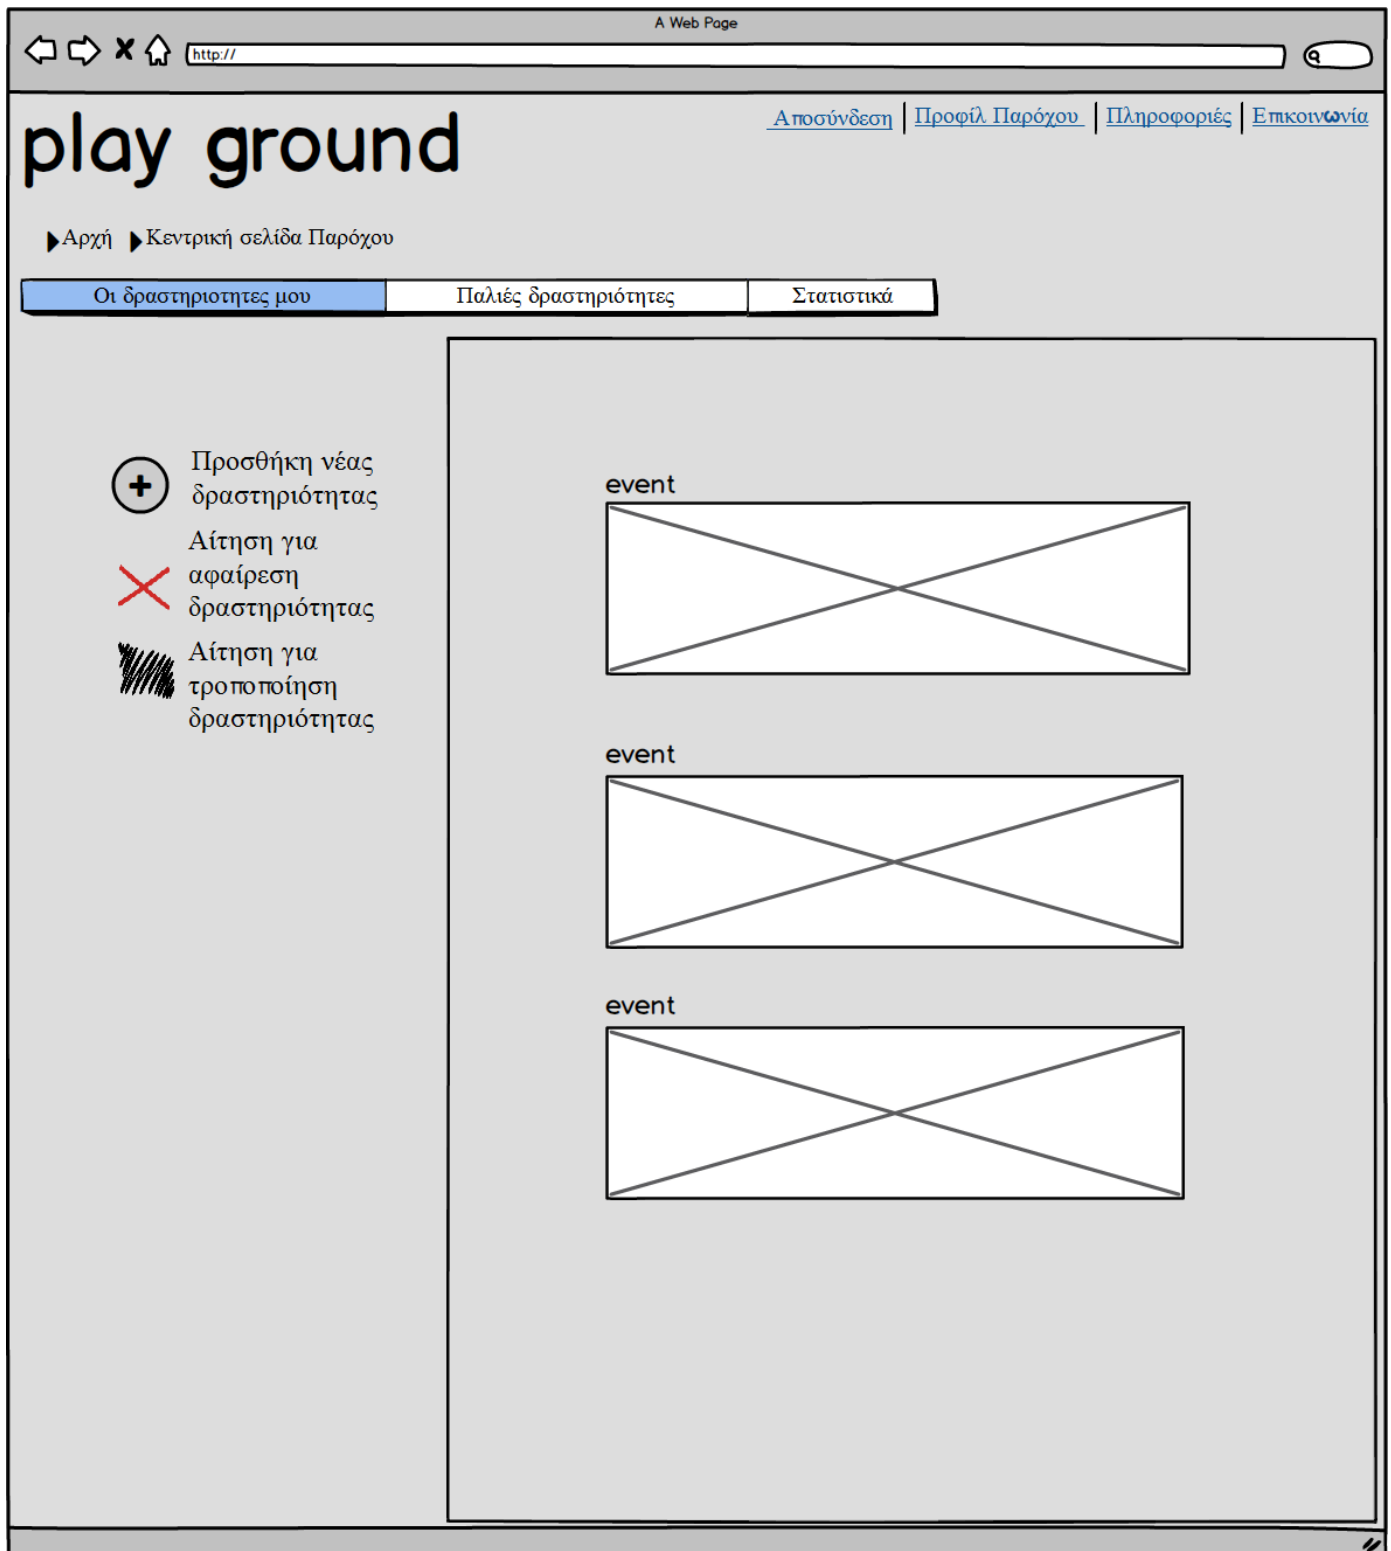 A Web Page
http://
play ground
Αποσύνδεση Προφίλ Παρόχου Πληροφοριές Επικοινωνία
Αρχή Κεντρική σελίδα Παρόχου
Οι δραστηριοτητες μου Παλιές δραστηριότητες Στατιστικά
Προσθήκη νέας
δραστηριότητας
Αίτηση για
αφαίρεση
δραστηριότητας
Αίτηση για
τροποποίηση
δραστηριότητας
event
event
event